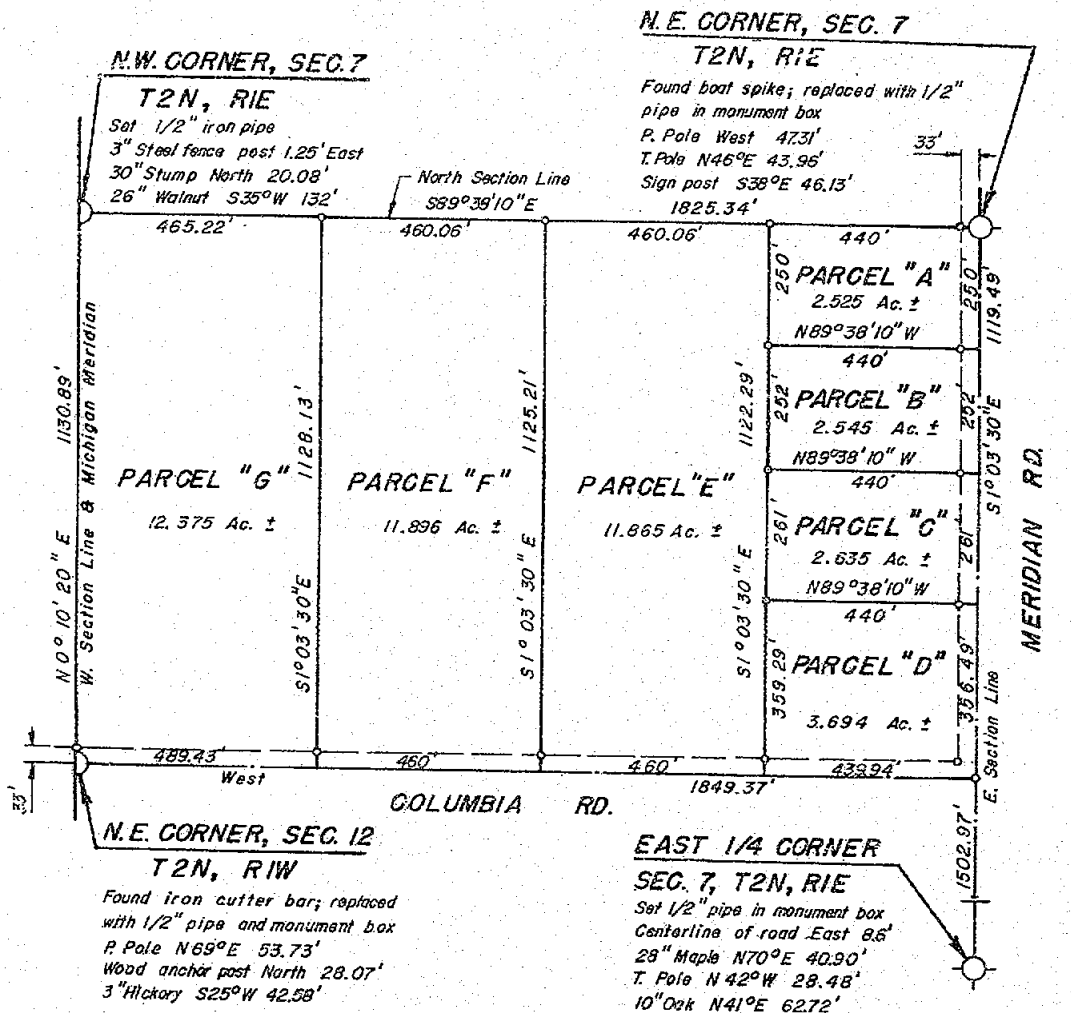 N.W. CORNER, SEC. 7
T2N, R1E
Set 1/2" iron pipe
3" Steel fence post 1.25' East
30" Stump North 20.08'
26" Walnut S35°W 132'
N.E. CORNER, SEC. 7
T2N, R1E
Found boat spike; replaced with 1/2"
pipe in monument box
P. Pole West 47.31'
T. Pole N46°E 43.95'
Sign post S38°E 46.13'
33'
North Section Line
S89°38'10"E
1825.34'
465.22'
460.06'
460.06'
440'
PARCEL "A"
2.525 Ac. ±
N89°38'10"W
440'
250'
250'
1119.49'
PARCEL "B"
2.545 Ac. ±
N89°38'10"W
440'
252'
252'
S1°03'30"E
PARCEL "C"
2.635 Ac. ±
N89°38'10"W
440'
261'
261'
PARCEL "D"
3.694 Ac. ±
359.29'
356.49'
E. Section Line
MERIDIAN RD.
PARCEL "G"
12.375 Ac. ±
PARCEL "F"
11.896 Ac. ±
PARCEL "E"
11.865 Ac. ±
1130.89'
N0°10'20"E
W. Section Line & Michigan Meridian
1128.13'
S1°03'30"E
1125.21'
S1°03'30"E
1122.29'
S1°03'30"E
489.43'
460'
460'
439.94'
West
1849.37'
33'
COLUMBIA RD.
1502.97'
N.E. CORNER, SEC. 12
T2N, R1W
Found iron cutter bar; replaced
with 1/2" pipe and monument box
P. Pole N69°E 53.73'
Wood anchor post North 28.07'
3" Hickory S25°W 42.58'
EAST 1/4 CORNER
SEC. 7, T2N, R1E
Set 1/2" pipe in monument box
Centerline of road East 8.6'
28" Maple N70°E 40.90'
T. Pole N42°W 28.48'
10" Oak N41°E 62.72'